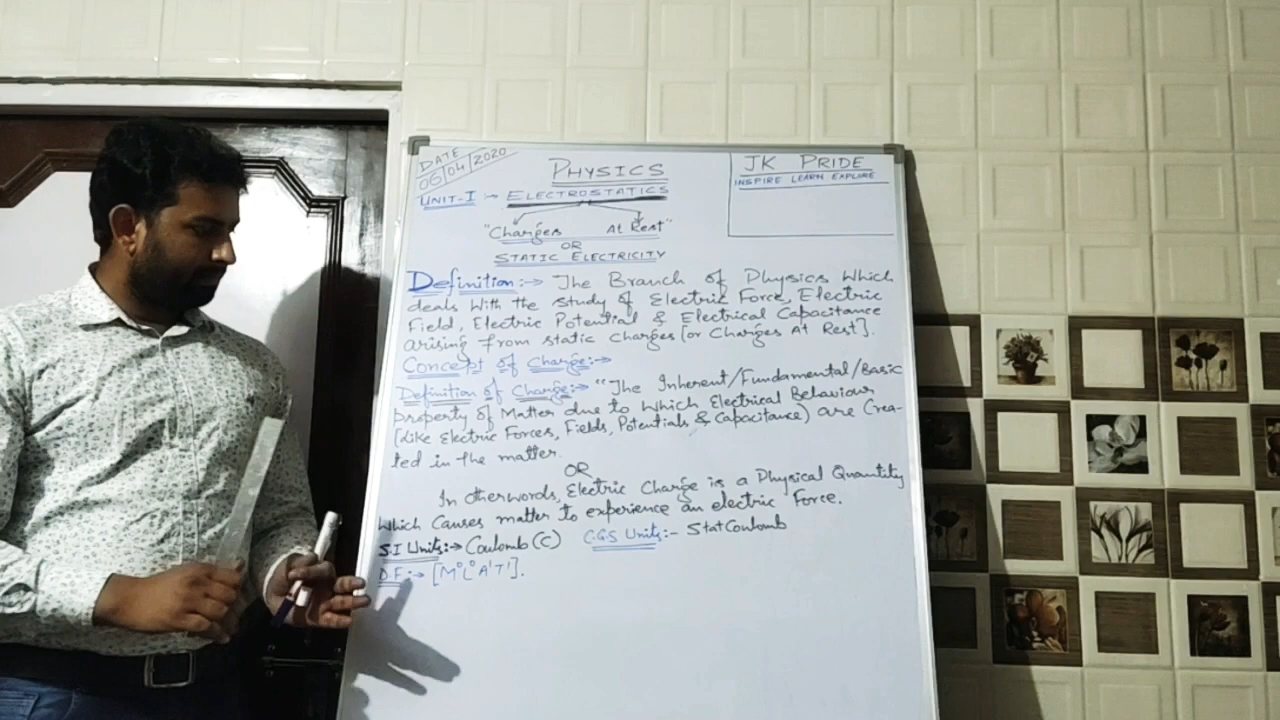 DATE
06/04/2020
PHYSICS
JK PRIDE
INSPIRE LEARN EXPLORE
UNIT-I :- ELECTROSTATICS
"Charges At Rest"
OR
STATIC ELECTRICITY
Definition:-> The Branch of Physics Which
deals With the study of Electric Force, Electric
Field, Electric Potential & Electrical Capacitance
arising from static charges [or Charges At Rest].
Concept of Charge:->
Definition of Charge:-> "The Inherent/Fundamental/Basic
property of Matter due to Which Electrical Behaviour
[Like Electric Forces, Fields, Potentials & Capacitance) are Crea-
ted in the matter.
OR
In otherwords, Electric Charge is a Physical Quantity
Which Causes matter to experience an electric Force.
S.I Units:-> Coulomb (C) C.G.S Units:- StatCoulomb
D.F:-> [M⁰L⁰A¹T¹].